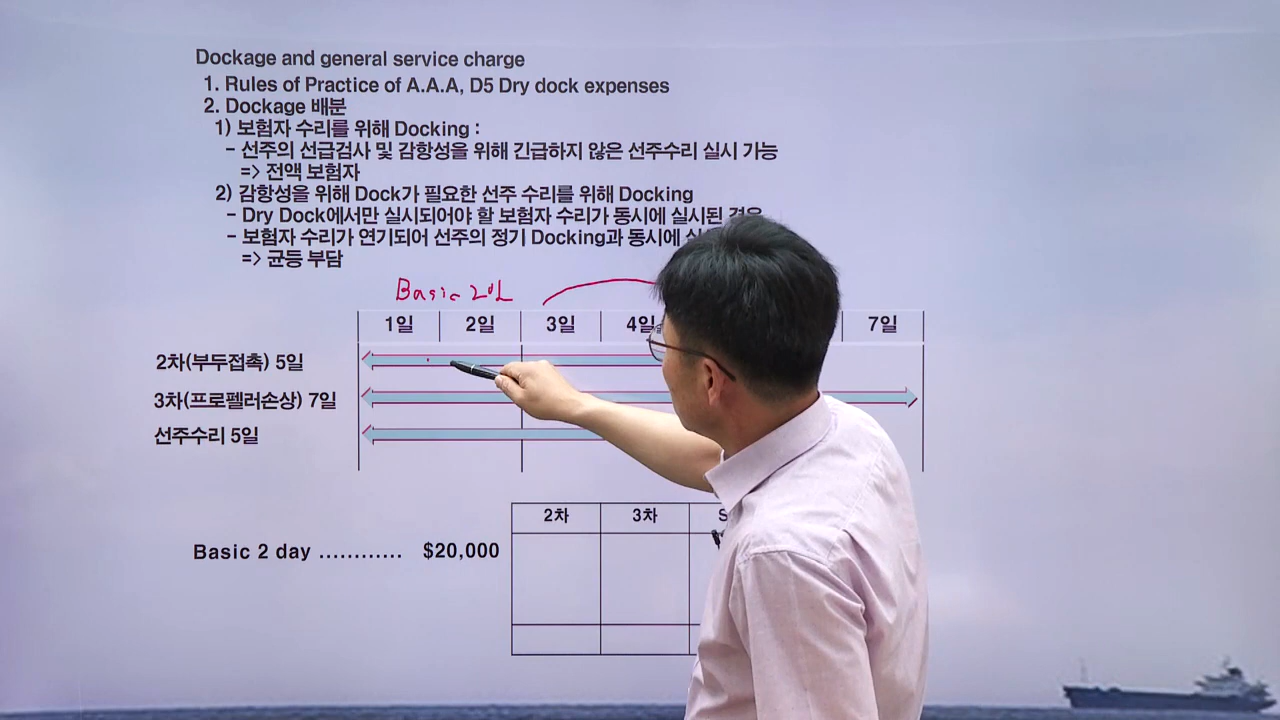 Dockage and general service charge
1. Rules of Practice of A.A.A, D5 Dry dock expenses
2. Dockage 배분
1) 보험자 수리를 위해 Docking :
- 선주의 선급검사 및 감항성을 위해 긴급하지 않은 선주수리 실시 가능
=> 전액 보험자
2) 감항성을 위해 Dock가 필요한 선주 수리를 위해 Docking
- Dry Dock에서만 실시되어야 할 보험자 수리가 동시에 실시된 경우
- 보험자 수리가 연기되어 선주의 정기 Docking과 동시에
=> 균등 부담
Basic 2일
1일 2일 3일 4일 7일
2차(부두접촉) 5일
3차(프로펠러손상) 7일
선주수리 5일
2차 3차
Basic 2 day ............ $20,000